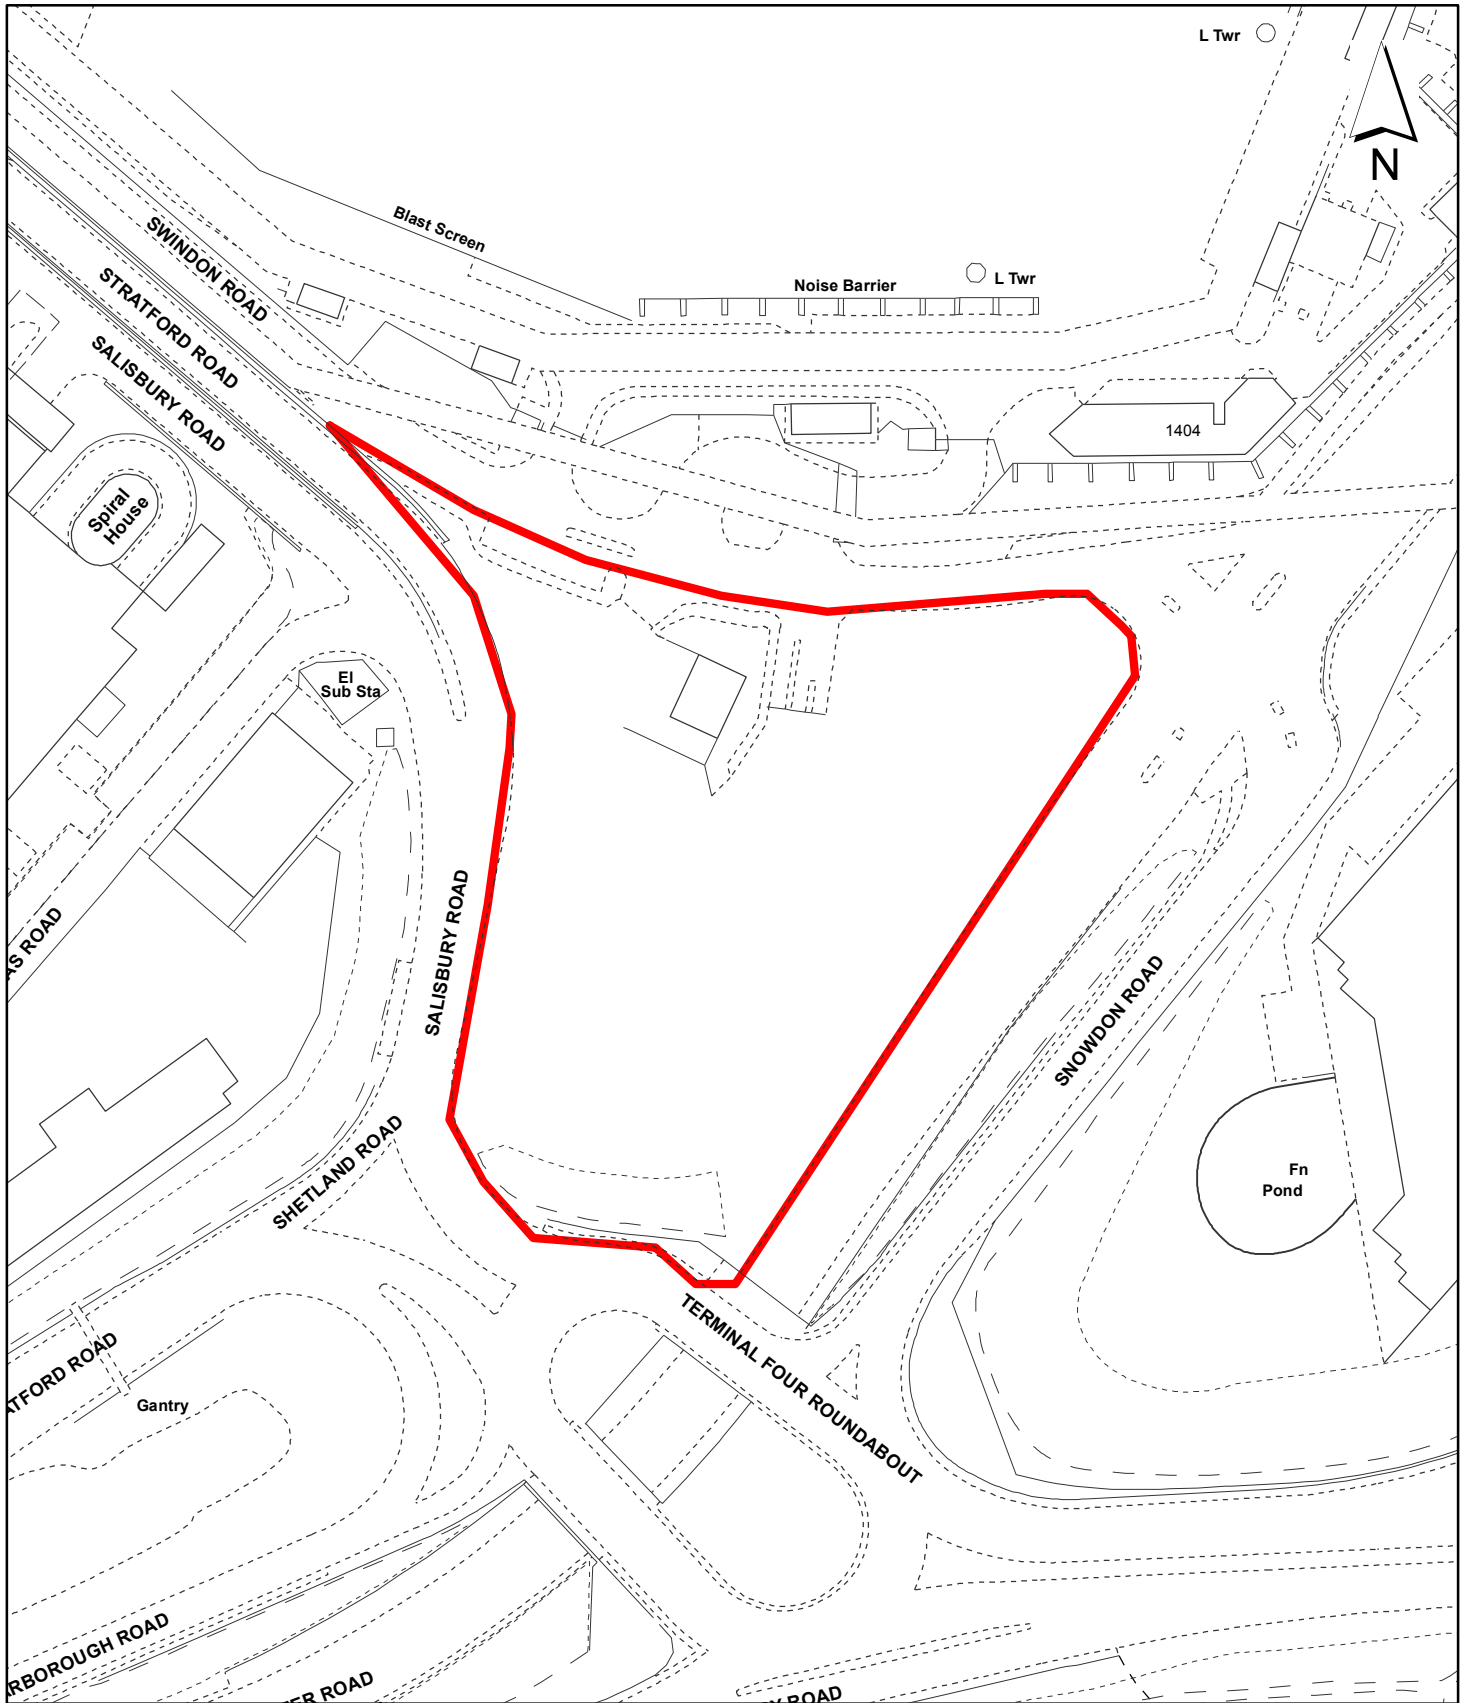 L Twr
N
Blast Screen
SWINDON ROAD
L Twr
Noise Barrier
STRATFORD ROAD
SALISBURY ROAD
1404
Spiral
House
El
Sub Sta
SALISBURY ROAD
AS ROAD
SNOWDON ROAD
SHETLAND ROAD
Fn
Pond
TERMINAL FOUR ROUNDABOUT
ATFORD ROAD
Gantry
RBOROUGH ROAD
ER ROAD
Y ROAD